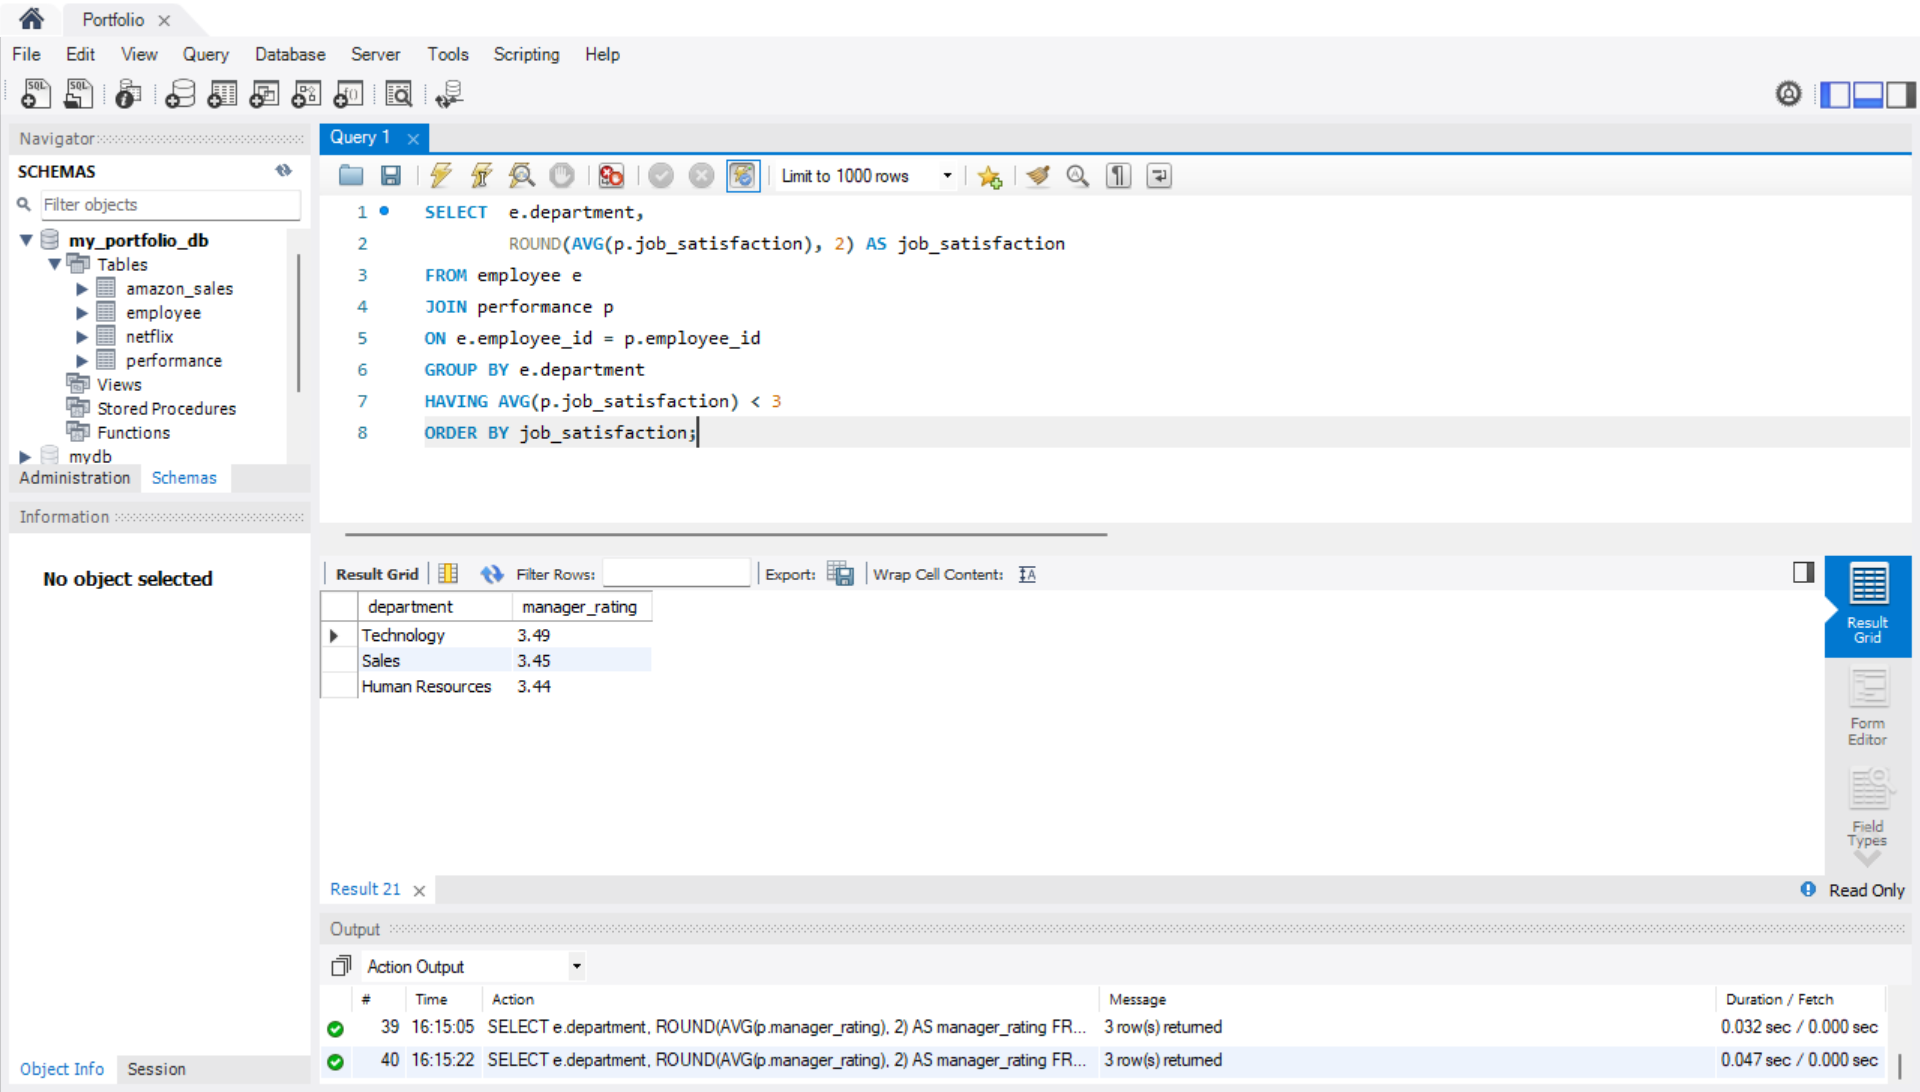 Portfolio
File Edit View Query Database Server Tools Scripting Help
SQL SQL
Navigator
SCHEMAS
Filter objects
my_portfolio_db
Tables
amazon_sales
employee
netflix
performance
Views
Stored Procedures
Functions
mydb
Administration Schemas
Information
No object selected
Object Info Session
Query 1
Limit to 1000 rows
1 SELECT e.department,
2 ROUND(AVG(p.job_satisfaction), 2) AS job_satisfaction
3 FROM employee e
4 JOIN performance p
5 ON e.employee_id = p.employee_id
6 GROUP BY e.department
7 HAVING AVG(p.job_satisfaction) < 3
8 ORDER BY job_satisfaction;
Result Grid Filter Rows: Export: Wrap Cell Content:
department manager_rating
Technology 3.49
Sales 3.45
Human Resources 3.44
Result
Grid
Form
Editor
Field
Types
Result 21 Read Only
Output
Action Output
# Time Action Message Duration / Fetch
39 16:15:05 SELECT e.department, ROUND(AVG(p.manager_rating), 2) AS manager_rating FR... 3 row(s) returned 0.032 sec / 0.000 sec
40 16:15:22 SELECT e.department, ROUND(AVG(p.manager_rating), 2) AS manager_rating FR... 3 row(s) returned 0.047 sec / 0.000 sec